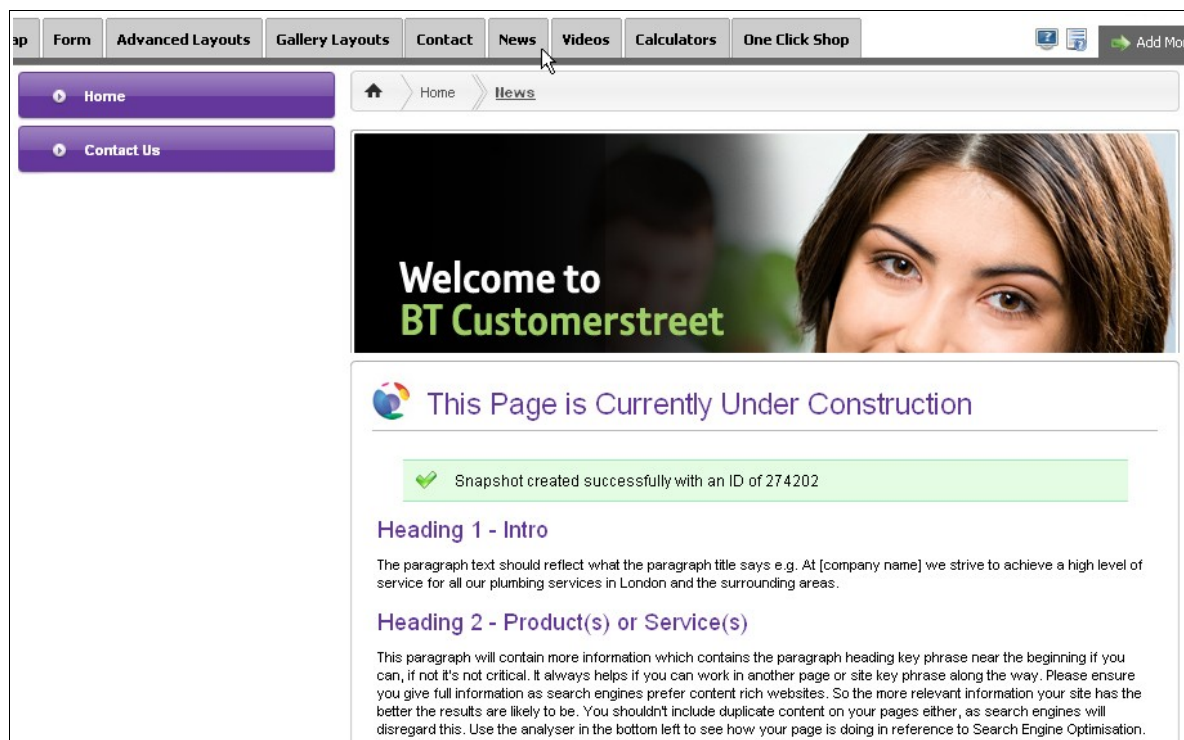 ap Form Advanced Layouts Gallery Layouts Contact News Videos Calculators One Click Shop Add Mor
Home
Contact Us
Home News
Welcome to
BT Customerstreet
This Page is Currently Under Construction
Snapshot created successfully with an ID of 274202
Heading 1 - Intro
The paragraph text should reflect what the paragraph title says e.g. At [company name] we strive to achieve a high level of
service for all our plumbing services in London and the surrounding areas.
Heading 2 - Product(s) or Service(s)
This paragraph will contain more information which contains the paragraph heading key phrase near the beginning if you
can, if not it's not critical. It always helps if you can work in another page or site key phrase along the way. Please ensure
you give full information as search engines prefer content rich websites. So the more relevant information your site has the
better the results are likely to be. You shouldn't include duplicate content on your pages either, as search engines will
disregard this. Use the analyser in the bottom left to see how your page is doing in reference to Search Engine Optimisation.